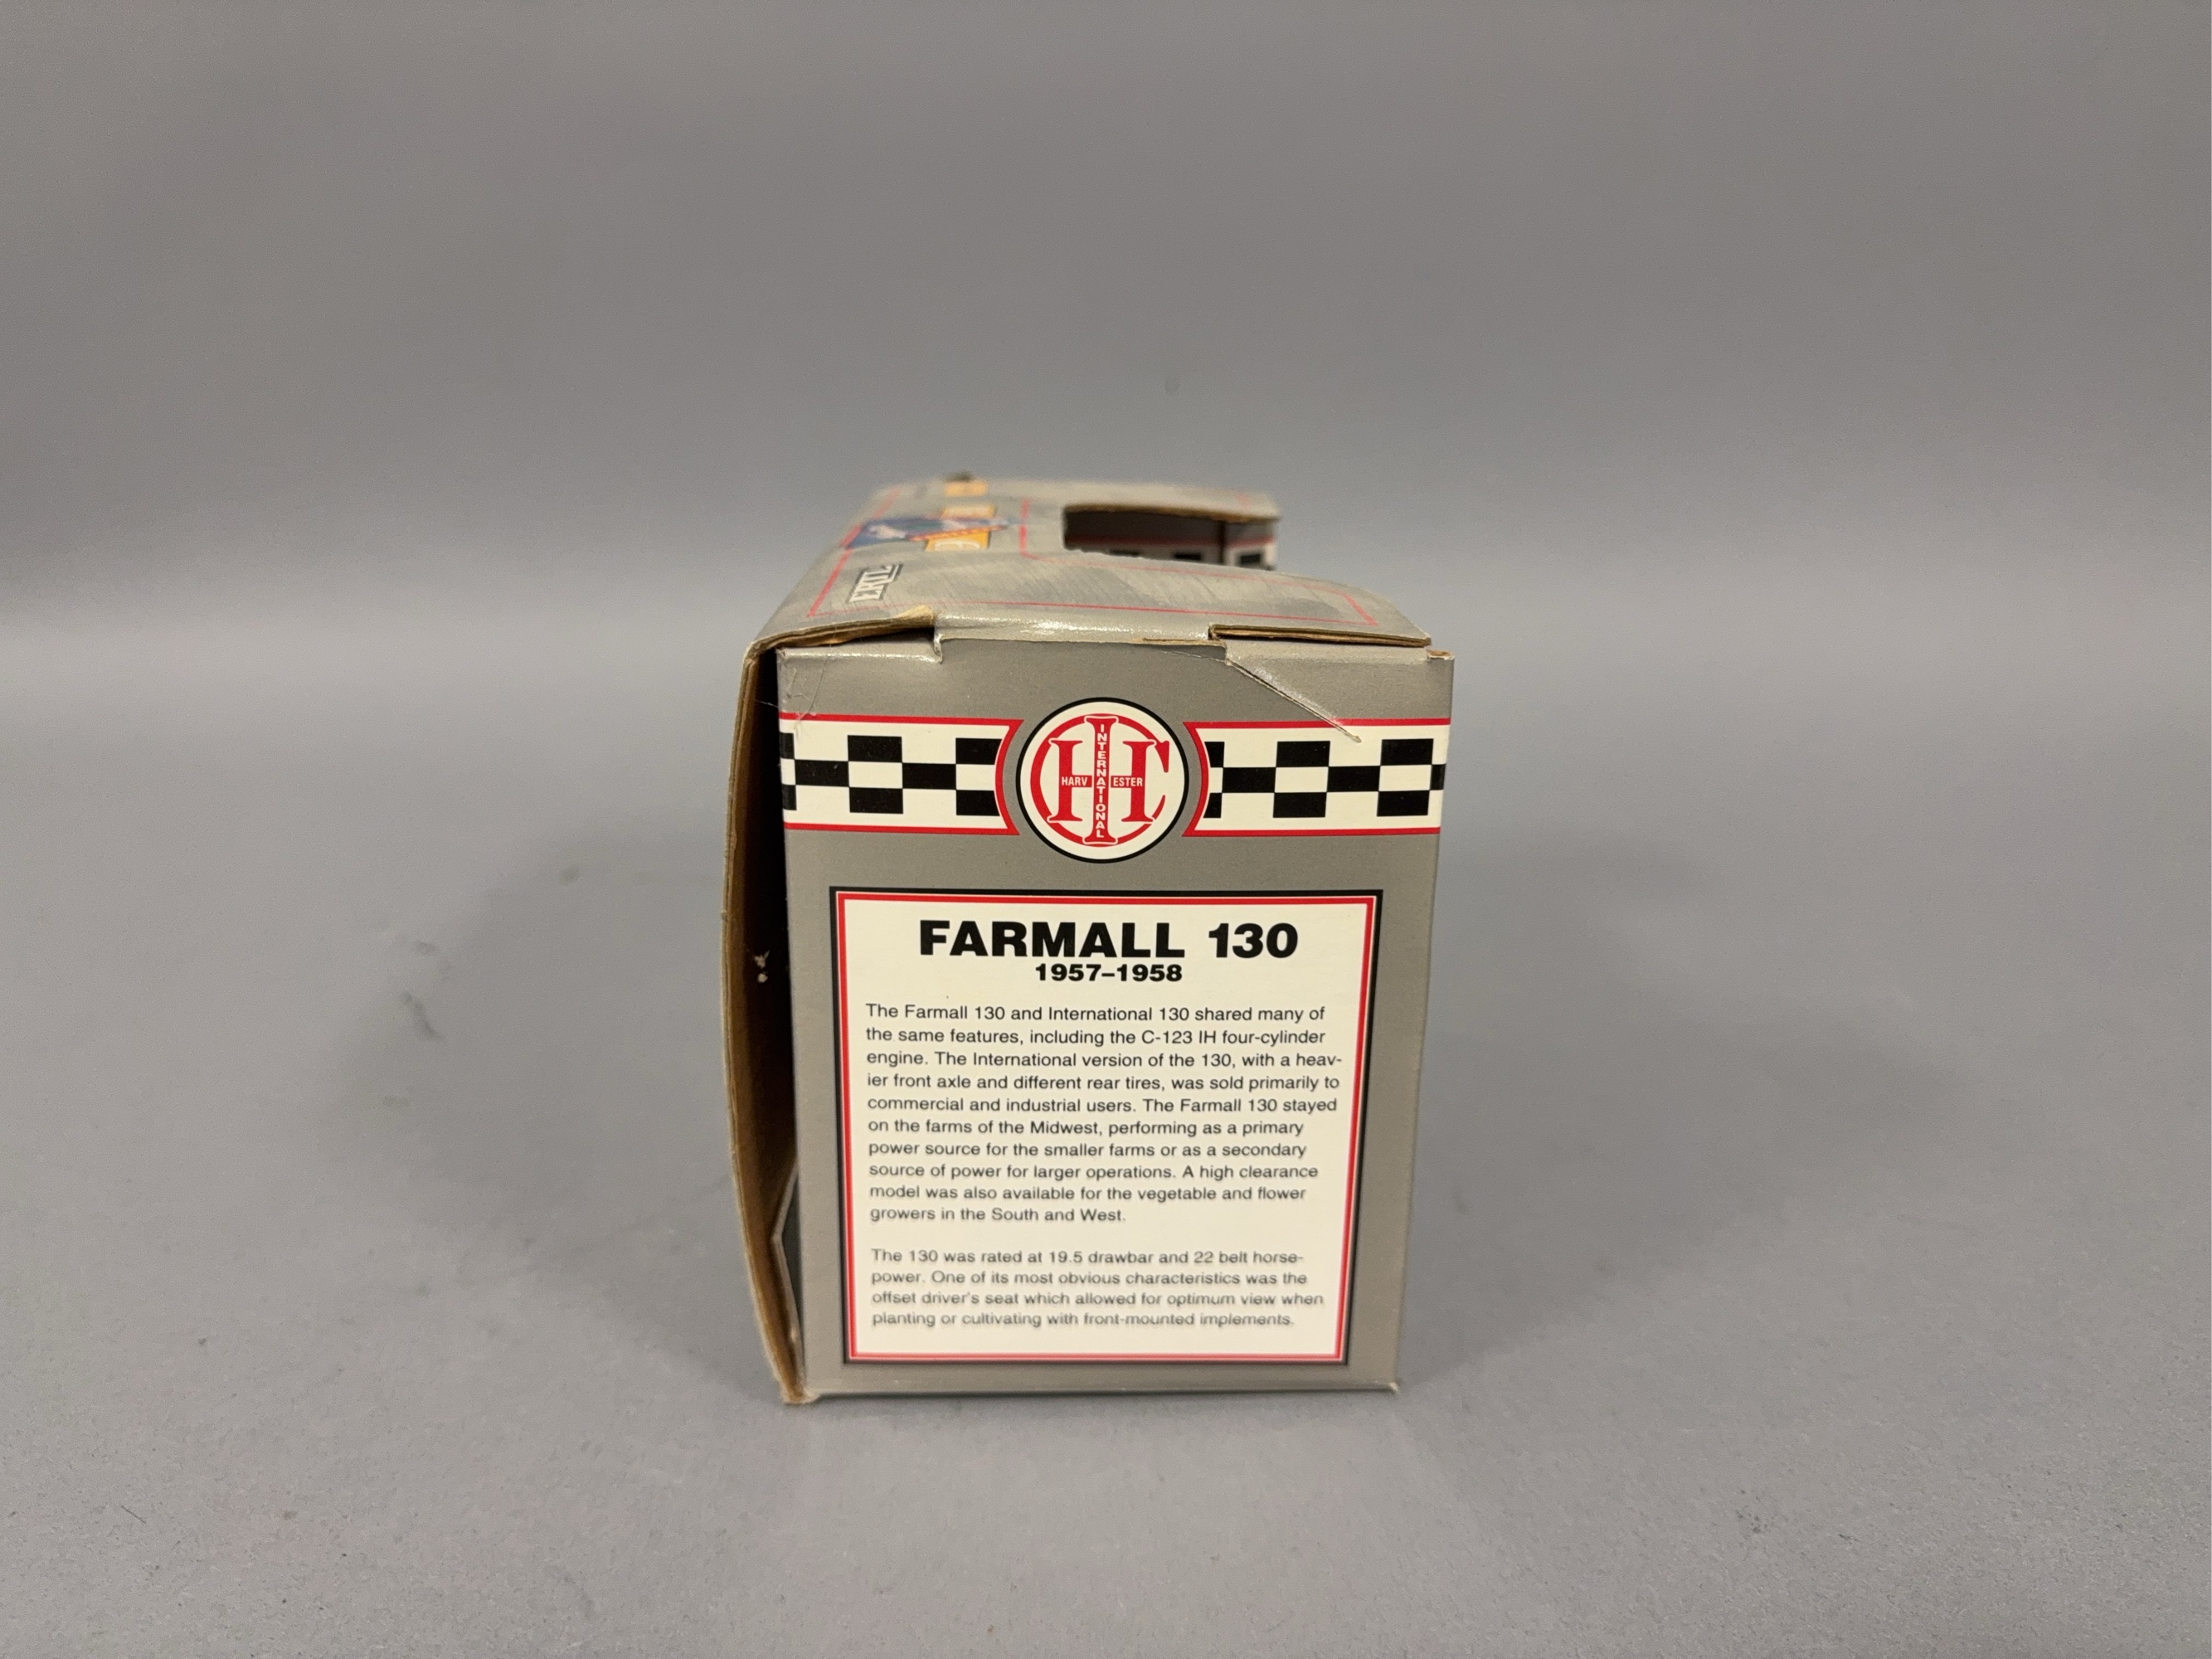 ERTL
INTERNATIONAL
HARVESTER
FARMALL 130
1957–1958
The Farmall 130 and International 130 shared many of
the same features, including the C-123 IH four-cylinder
engine. The International version of the 130, with a heav-
ier front axle and different rear tires, was sold primarily to
commercial and industrial users. The Farmall 130 stayed
on the farms of the Midwest, performing as a primary
power source for the smaller farms or as a secondary
source of power for larger operations. A high clearance
model was also available for the vegetable and flower
growers in the South and West.
The 130 was rated at 19.5 drawbar and 22 belt horse-
power. One of its most obvious characteristics was the
offset driver's seat which allowed for optimum view when
planting or cultivating with front-mounted implements.